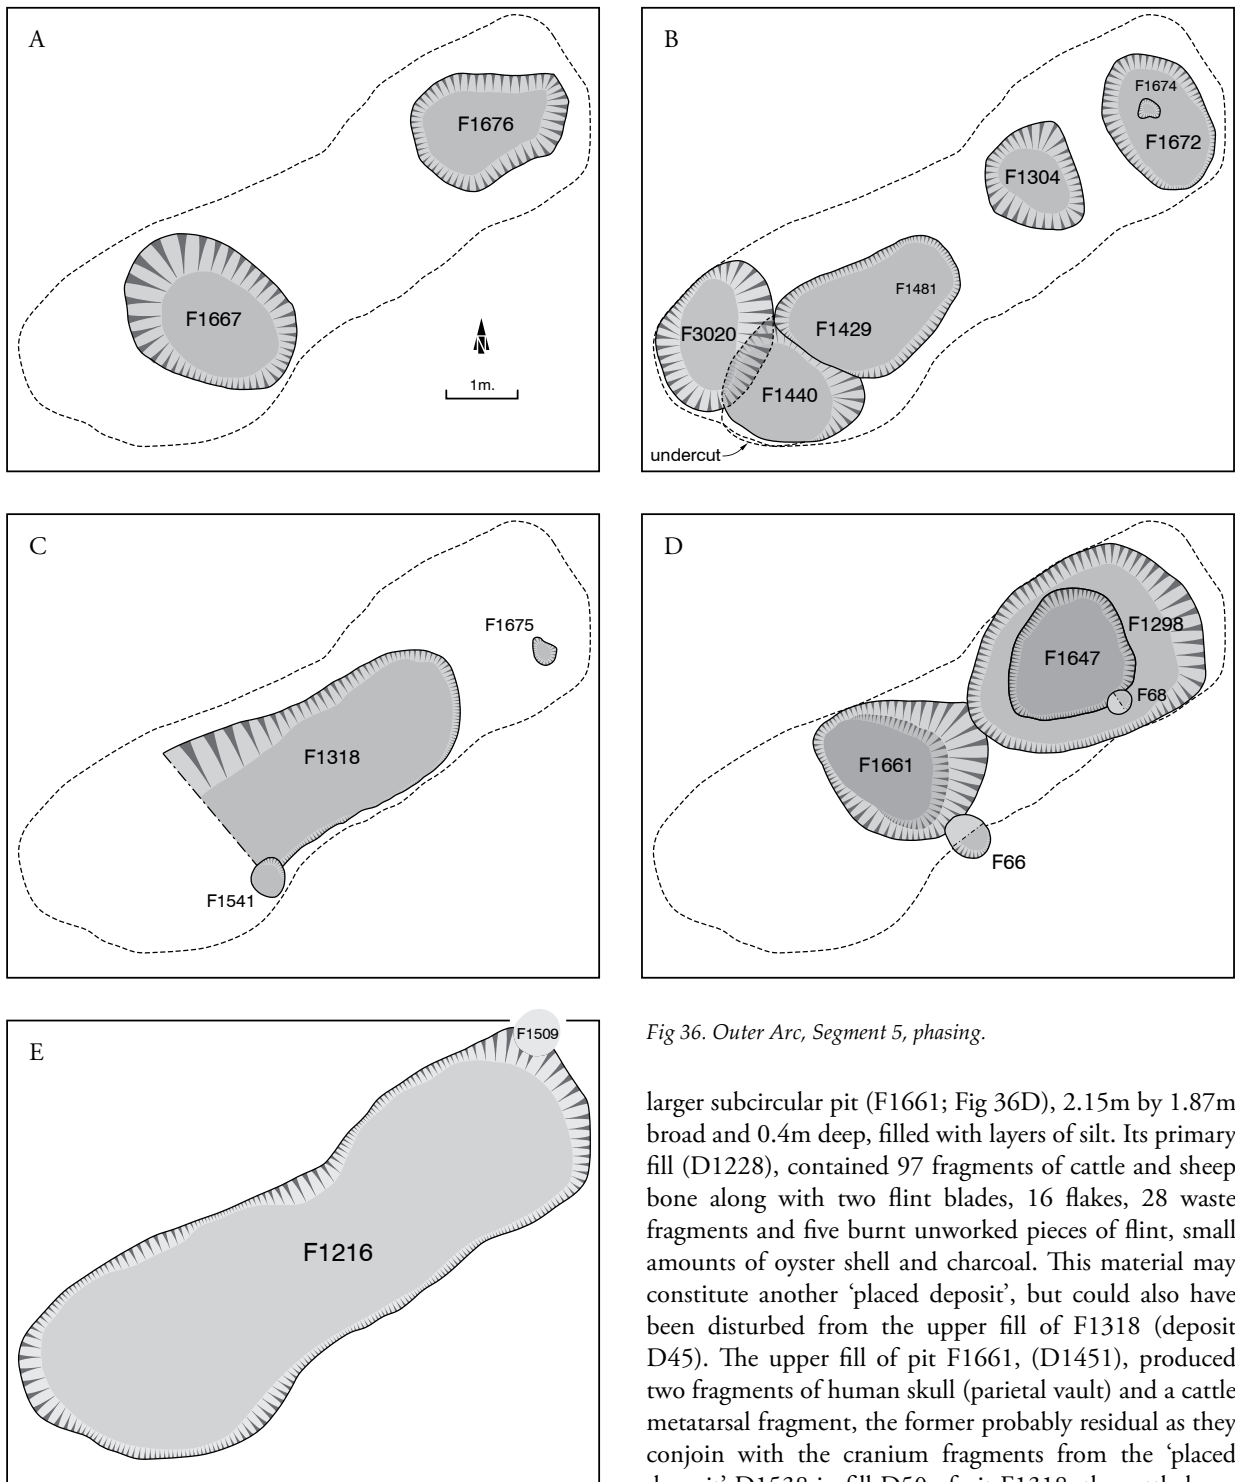 A
F1676
F1667
N
1m.
B
F1674
F1672
F1304
F1481
F3020
F1429
F1440
undercut
C
F1675
F1318
F1541
D
F1298
F1647
F68
F1661
F66
E
F1509
F1216
Fig 36. Outer Arc, Segment 5, phasing.
larger subcircular pit (F1661; Fig 36D), 2.15m by 1.87m
broad and 0.4m deep, filled with layers of silt. Its primary
fill (D1228), contained 97 fragments of cattle and sheep
bone along with two flint blades, 16 flakes, 28 waste
fragments and five burnt unworked pieces of flint, small
amounts of oyster shell and charcoal. This material may
constitute another ‘placed deposit’, but could also have
been disturbed from the upper fill of F1318 (deposit
D45). The upper fill of pit F1661, (D1451), produced
two fragments of human skull (parietal vault) and a cattle
metatarsal fragment, the former probably residual as they
conjoin with the cranium fragments from the ‘placed